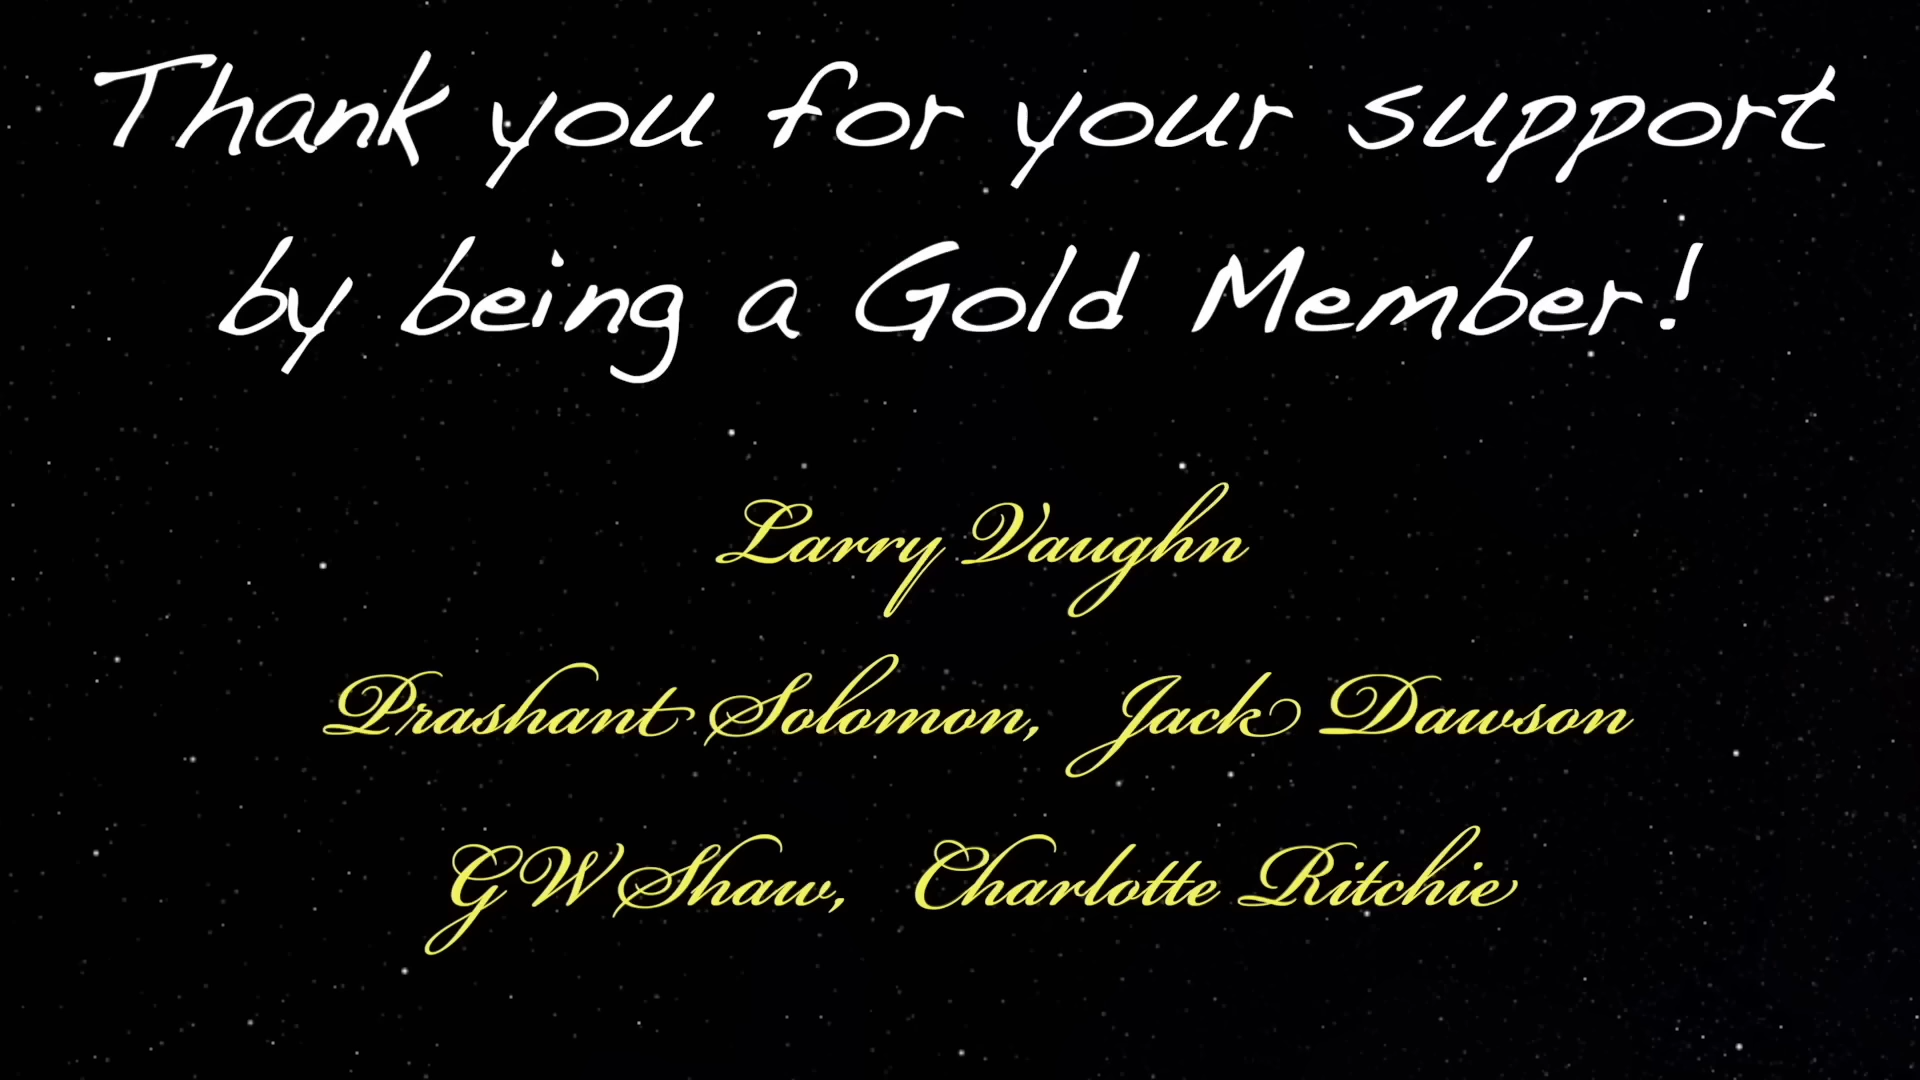 Thank you for your support
by being a Gold Member!
Larry Vaughn
Prashant Solomon, Jack Dawson
GW Shaw, Charlotte Ritchie